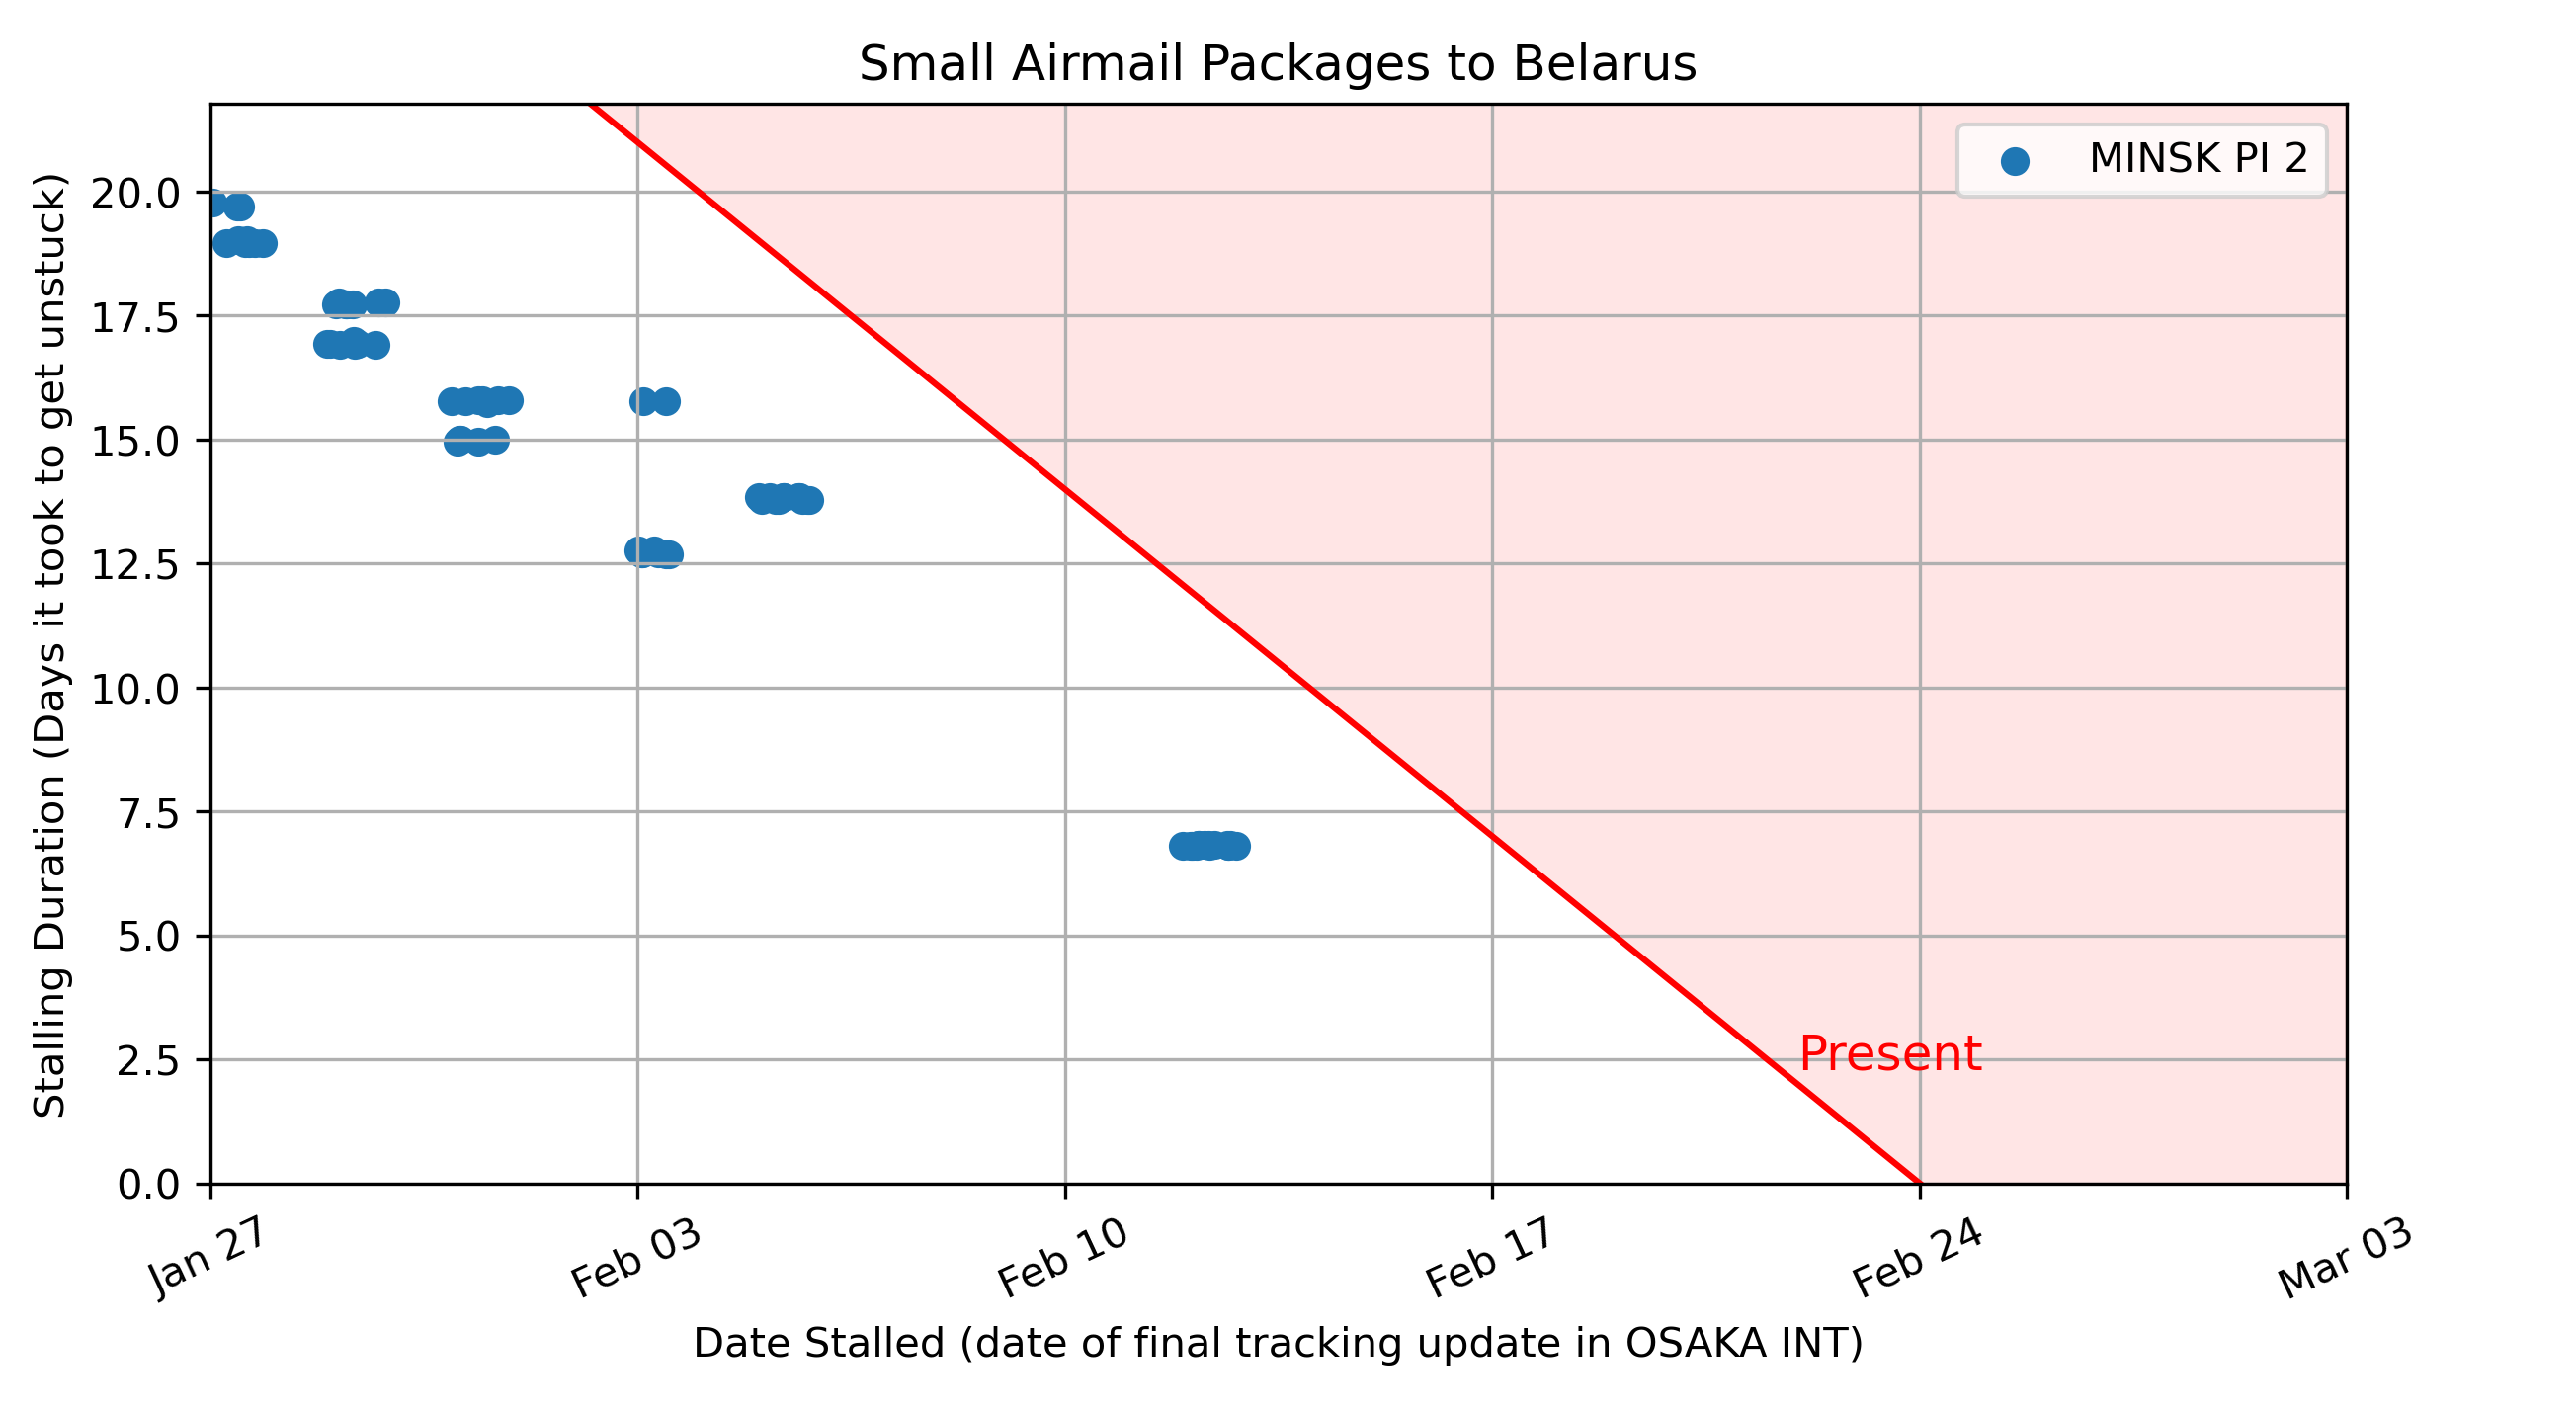 Small Airmail Packages to Belarus
MINSK PI 2
Stalling Duration (Days it took to get unstuck)
20.0
17.5
15.0
12.5
10.0
7.5
5.0
2.5
0.0
Present
Jan 27
Feb 03
Feb 10
Feb 17
Feb 24
Mar 03
Date Stalled (date of final tracking update in OSAKA INT)